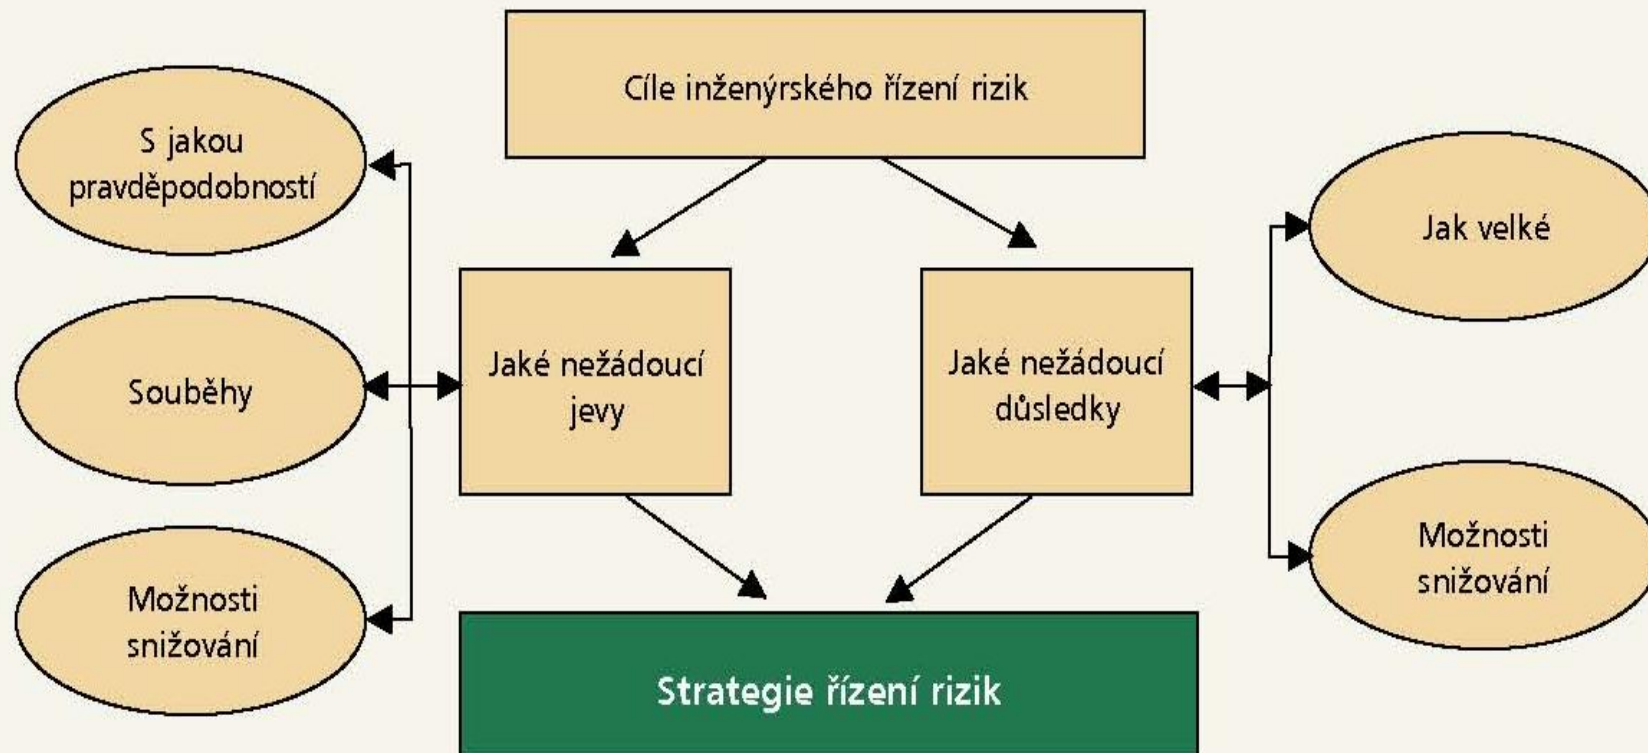 Cíle inženýrského řízení rizik
S jakou
pravděpodobností
Souběhy
Možnosti
snižování
Jaké nežádoucí
jevy
Jaké nežádoucí
důsledky
Jak velké
Možnosti
snižování
Strategie řízení rizik